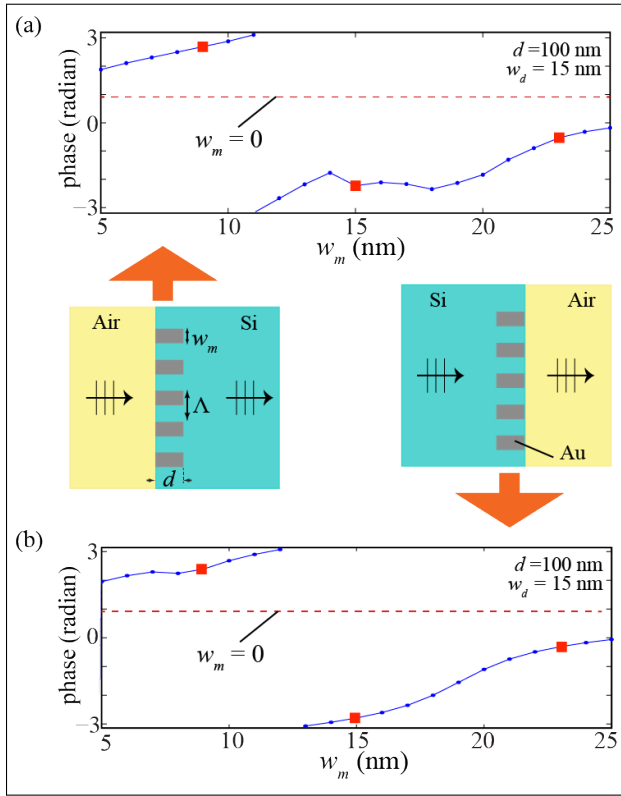 (a)
3
0
−3
phase (radian)
d =100 nm
w_d = 15 nm
w_m = 0
5
10
15
20
25
w_m (nm)
Air
Si
w_m
Λ
d
Si
Air
Au
(b)
3
0
−3
phase (radian)
d =100 nm
w_d = 15 nm
w_m = 0
5
10
15
20
25
w_m (nm)